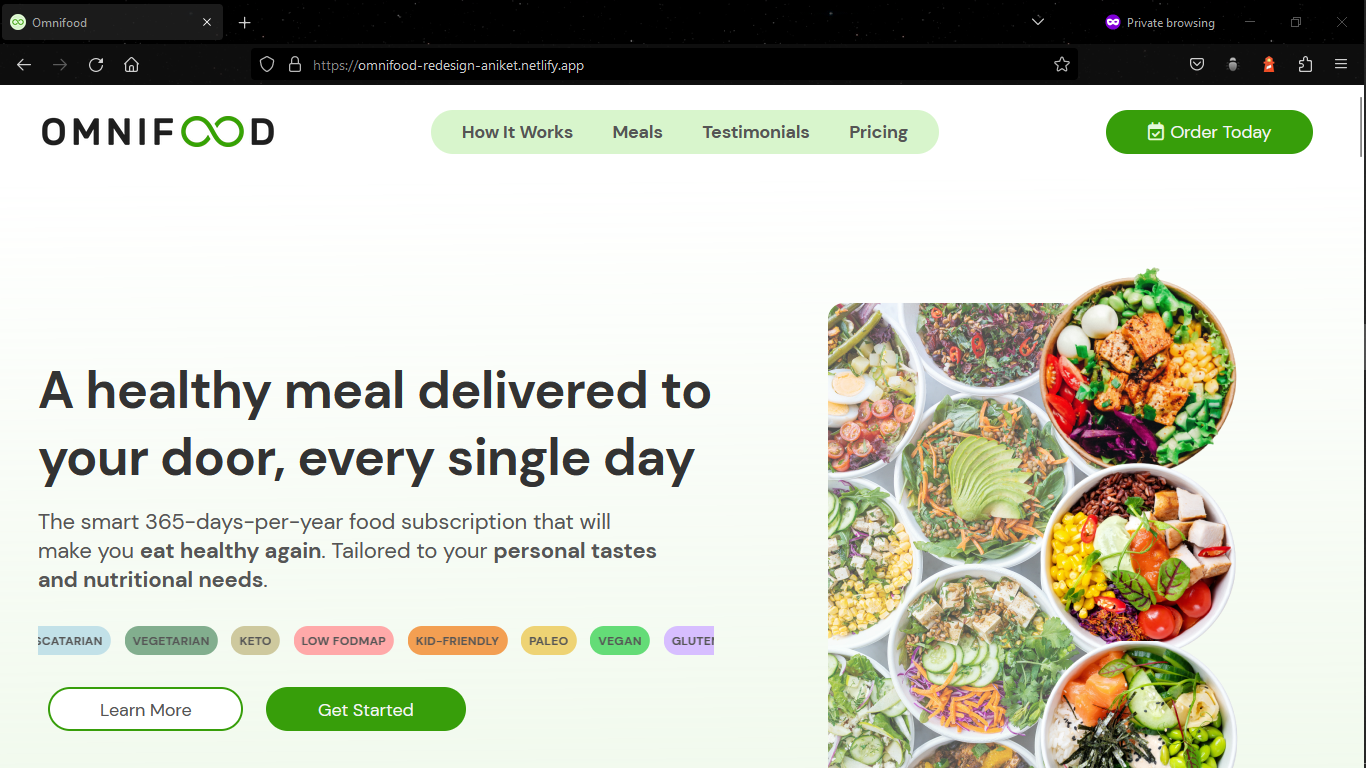 Omnifood
Private browsing
https://omnifood-redesign-aniket.netlify.app
OMNIFOOD
How It Works
Meals
Testimonials
Pricing
Order Today
A healthy meal delivered to
your door, every single day
The smart 365-days-per-year food subscription that will
make you eat healthy again. Tailored to your personal tastes
and nutritional needs.
SCATARIAN
VEGETARIAN
KETO
LOW FODMAP
KID-FRIENDLY
PALEO
VEGAN
GLUTEN
Learn More
Get Started